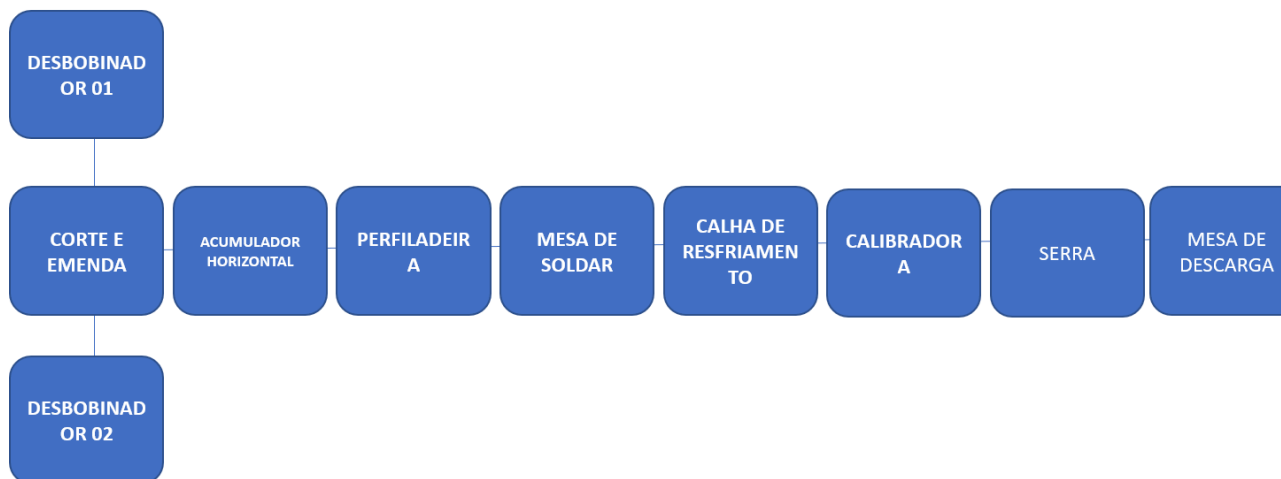 DESBOBINAD
OR 01
CORTE E
EMENDA
ACUMULADOR
HORIZONTAL
PERFILADEIR
A
MESA DE
SOLDAR
CALHA DE
RESFRIAMEN
TO
CALIBRADOR
A
SERRA
MESA DE
DESCARGA
DESBOBINAD
OR 02